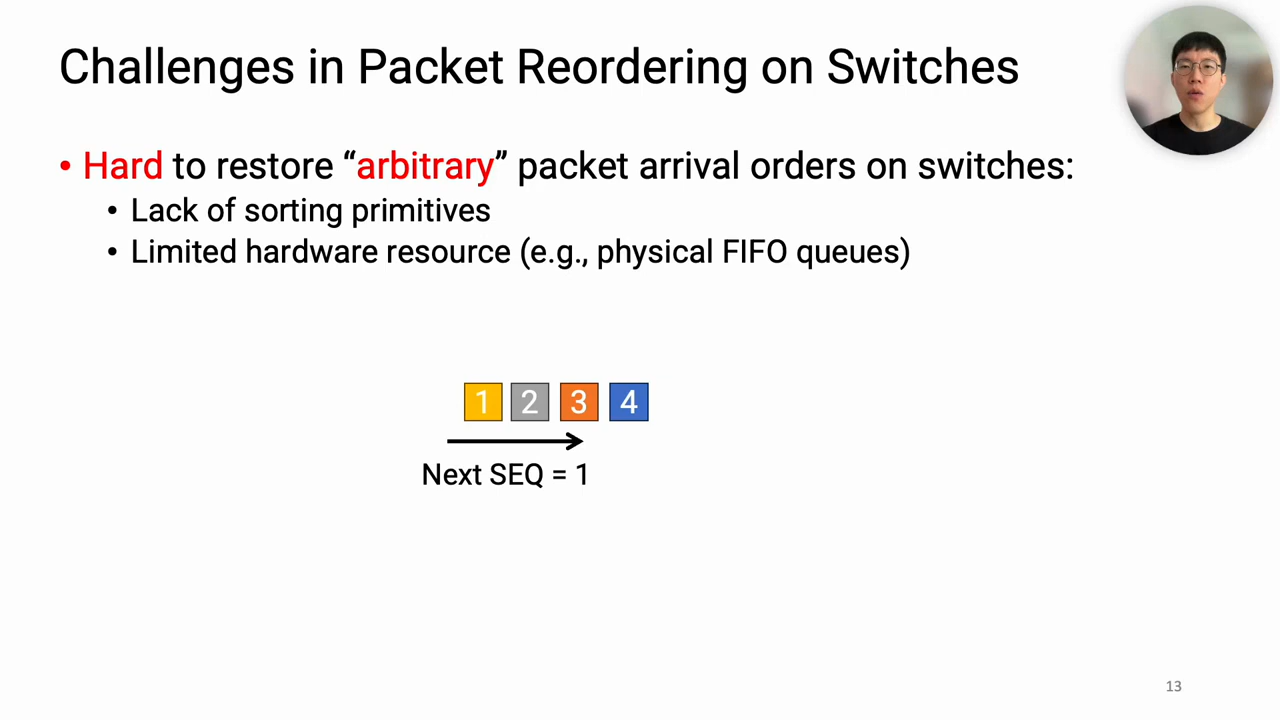 Challenges in Packet Reordering on Switches
• Hard to restore “arbitrary” packet arrival orders on switches:
• Lack of sorting primitives
• Limited hardware resource (e.g., physical FIFO queues)
1 2 3 4
Next SEQ = 1
13